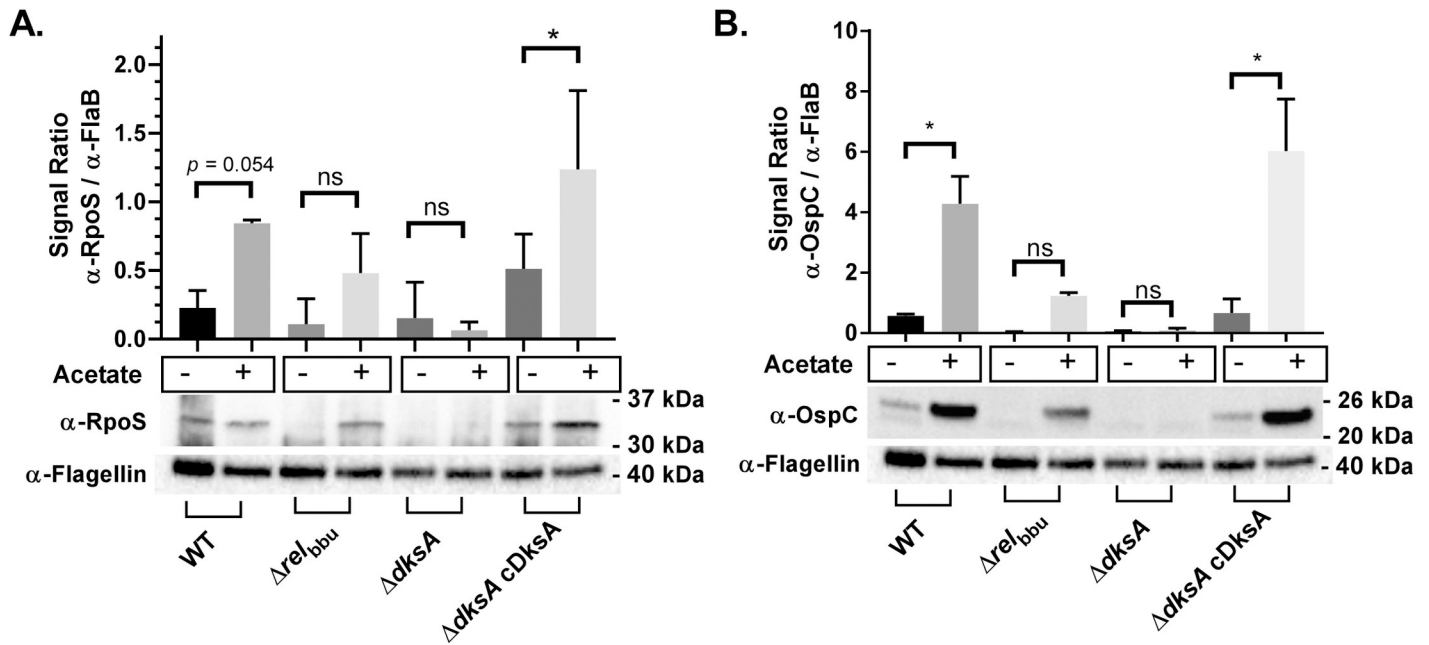 A.
Signal Ratio
α-RpoS / α-FlaB
2.0
1.5
1.0
0.5
0.0
p = 0.054
ns
ns
*
Acetate - + - + - + - +
α-RpoS
- 37 kDa
- 30 kDa
α-Flagellin
- 40 kDa
WT
Δrelbbu
ΔdksA
ΔdksA cDksA
B.
Signal Ratio
α-OspC / α-FlaB
10
8
6
4
2
0
*
ns
ns
*
Acetate - + - + - + - +
α-OspC
- 26 kDa
- 20 kDa
α-Flagellin
- 40 kDa
WT
Δrelbbu
ΔdksA
ΔdksA cDksA